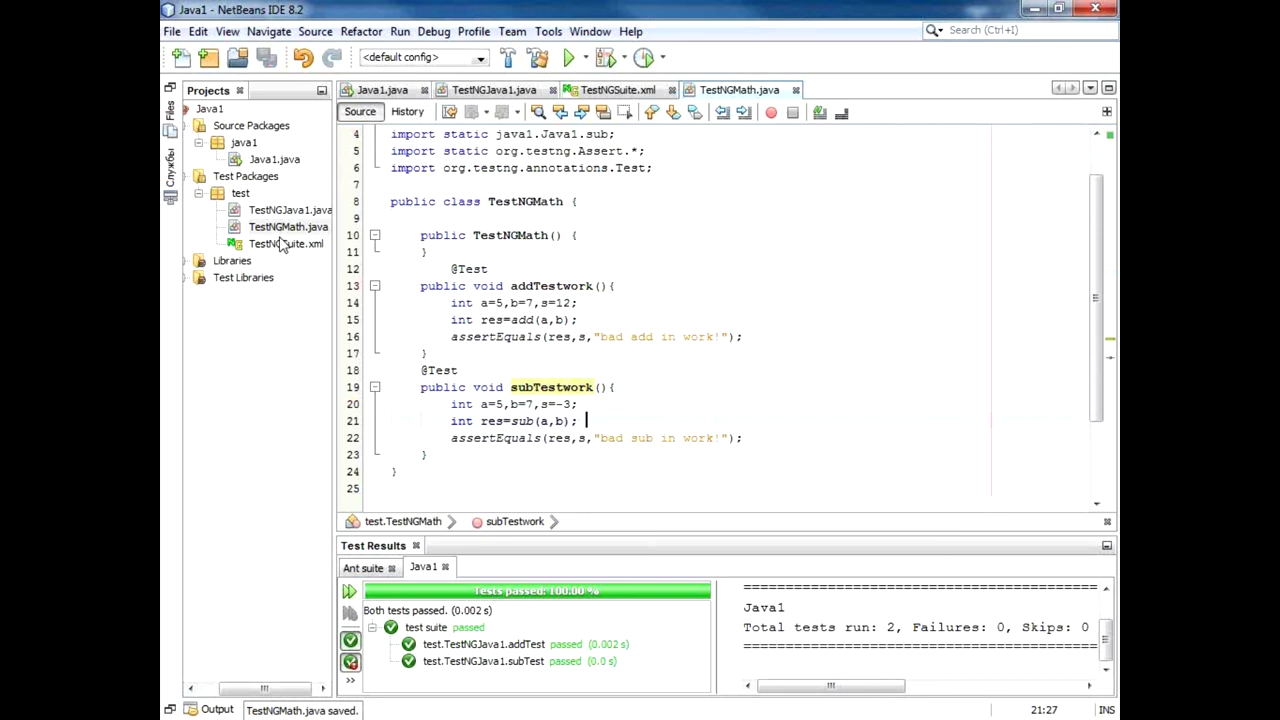 Java1 - NetBeans IDE 8.2
File Edit View Navigate Source Refactor Run Debug Profile Team Tools Window Help
Search (Ctrl+I)
<default config>
Projects
Java1.java TestNGJava1.java TestNGSuite.xml TestNGMath.java
Source History
Files
Службы
Java1
Source Packages
java1
Java1.java
Test Packages
test
TestNGJava1.java
TestNGMath.java
TestNGSuite.xml
Libraries
Test Libraries
4 import static java1.Java1.sub;
5 import static org.testng.Assert.*;
6 import org.testng.annotations.Test;
7
8 public class TestNGMath {
9
10 public TestNGMath() {
11 }
12 @Test
13 public void addTestwork(){
14 int a=5,b=7,s=12;
15 int res=add(a,b);
16 assertEquals(res,s,"bad add in work!");
17 }
18 @Test
19 public void subTestwork(){
20 int a=5,b=7,s=-3;
21 int res=sub(a,b);
22 assertEquals(res,s,"bad sub in work!");
23 }
24 }
25
test.TestNGMath subTestwork
Test Results
Ant suite Java1
Tests passed: 100.00 %
Both tests passed. (0.002 s)
test suite passed
test.TestNGJava1.addTest passed (0.002 s)
test.TestNGJava1.subTest passed (0.0 s)
===============================================
Java1
Total tests run: 2, Failures: 0, Skips: 0
===============================================
Output TestNGMath.java saved. 21:27 INS